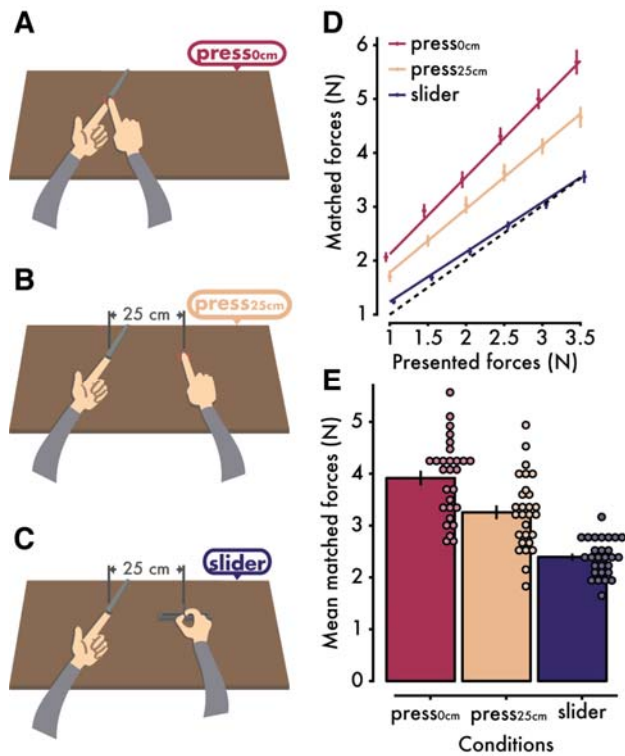 A
press0cm
B
25 cm
press25cm
C
25 cm
slider
D
press0cm
press25cm
slider
Matched forces (N)
6
5
4
3
2
1
1 1.5 2 2.5 3 3.5
Presented forces (N)
E
Mean matched forces (N)
5
4
3
2
1
0
press0cm press25cm slider
Conditions